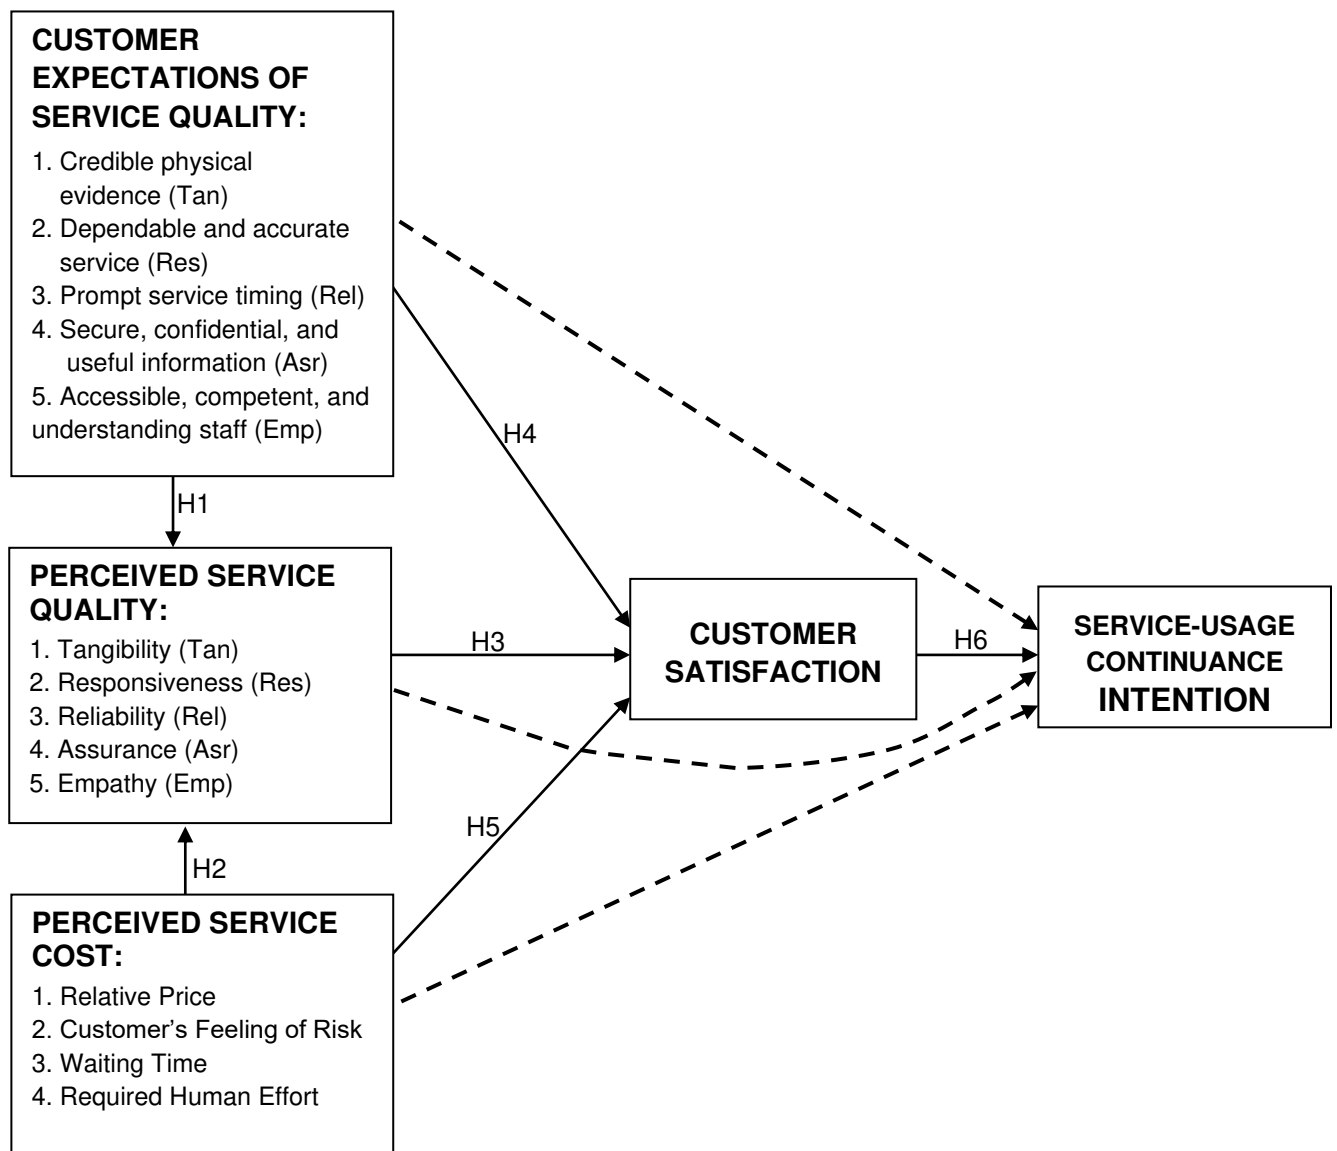 CUSTOMER
EXPECTATIONS OF
SERVICE QUALITY:
1. Credible physical
evidence (Tan)
2. Dependable and accurate
service (Res)
3. Prompt service timing (Rel)
4. Secure, confidential, and
useful information (Asr)
5. Accessible, competent, and
understanding staff (Emp)
H4
H1
PERCEIVED SERVICE
QUALITY:
1. Tangibility (Tan)
2. Responsiveness (Res)
3. Reliability (Rel)
4. Assurance (Asr)
5. Empathy (Emp)
H3
CUSTOMER
SATISFACTION
H6
SERVICE-USAGE
CONTINUANCE
INTENTION
H5
H2
PERCEIVED SERVICE
COST:
1. Relative Price
2. Customer’s Feeling of Risk
3. Waiting Time
4. Required Human Effort